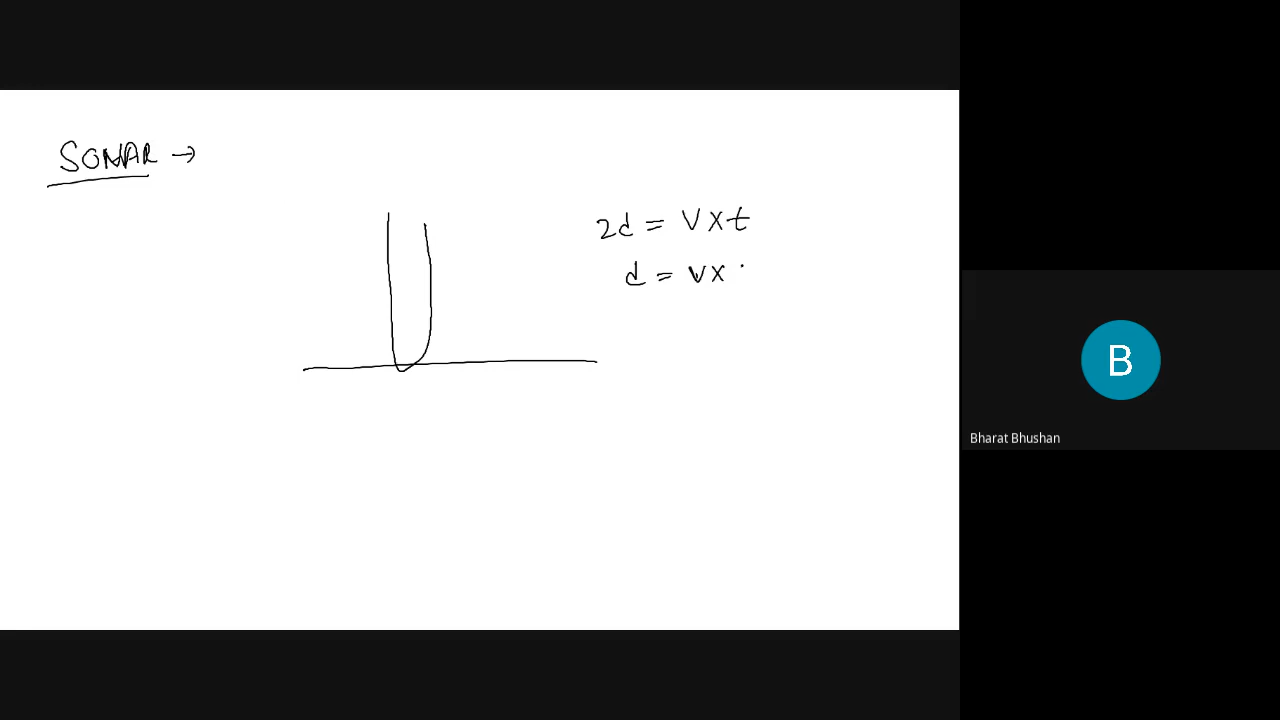 SONAR →
2d = V x t
d = V x
B
Bharat Bhushan